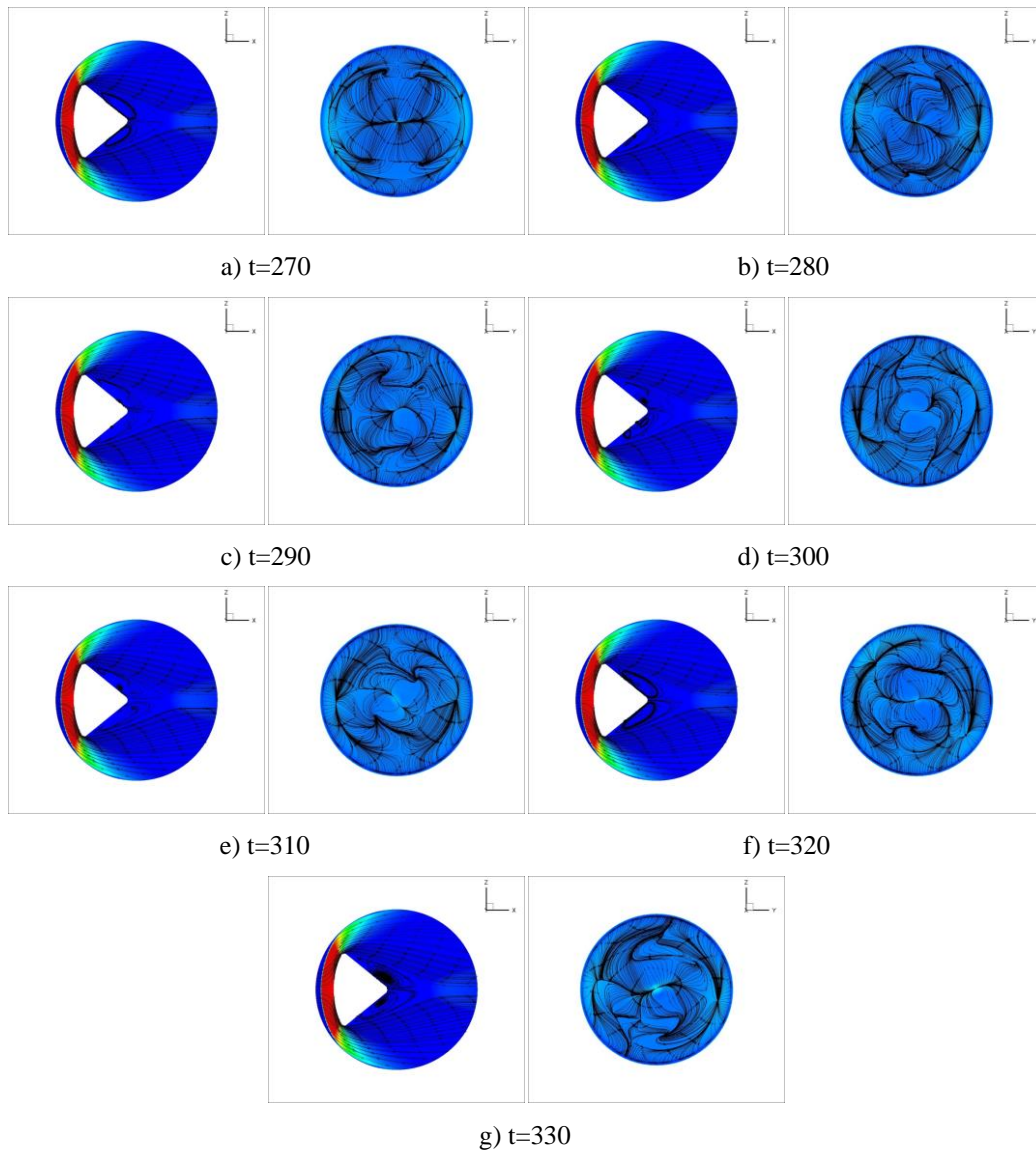 Z
X
Z
X Y
Z
X
Z
X Y
a) t=270
b) t=280
Z
X
Z
X Y
Z
X
Z
X Y
c) t=290
d) t=300
Z
X
Z
X Y
Z
X
Z
X Y
e) t=310
f) t=320
Z
X
Z
X Y
g) t=330